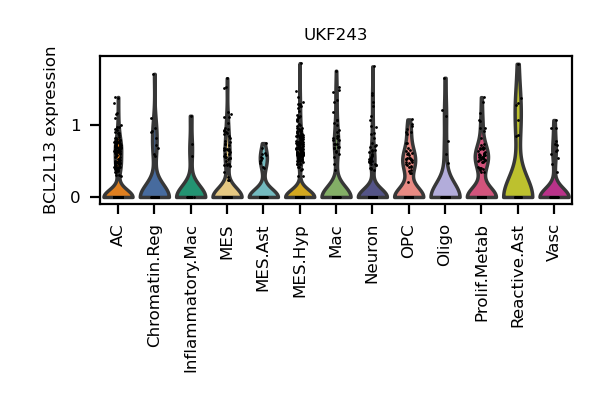 UKF243
BCL2L13 expression
1
0
AC
Chromatin.Reg
Inflammatory.Mac
MES
MES.Ast
MES.Hyp
Mac
Neuron
OPC
Oligo
Prolif.Metab
Reactive.Ast
Vasc